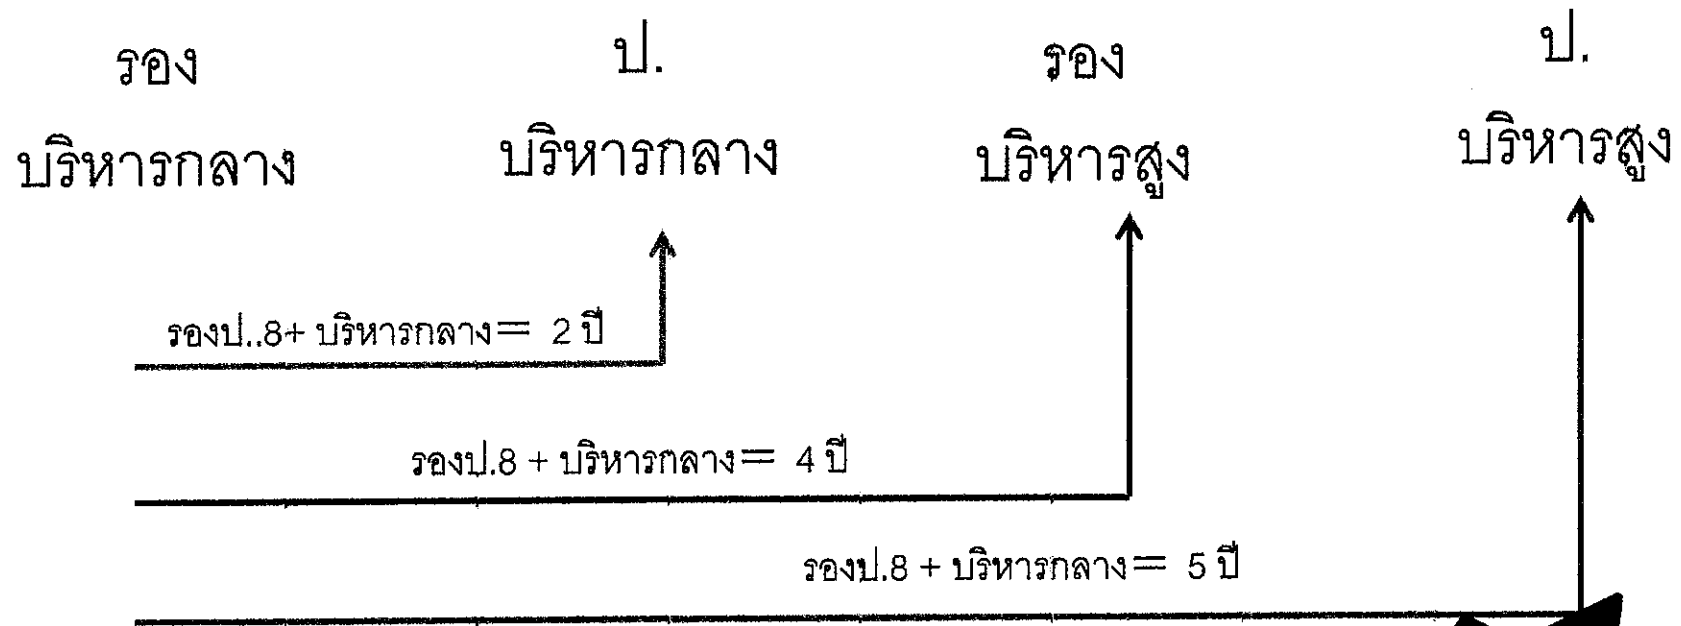 รอง
บริหารกลาง
ป.
บริหารกลาง
รอง
บริหารสูง
ป.
บริหารสูง
รองป..8+ บริหารกลาง= 2 ปี
รองป.8 + บริหารกลาง= 4 ปี
รองป.8 + บริหารกลาง= 5 ปี